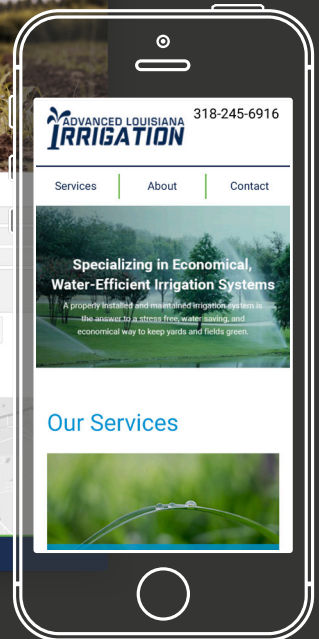 ADVANCED LOUISIANA
IRRIGATION
318-245-6916
Services About Contact
Specializing in Economical,
Water-Efficient Irrigation Systems
A properly installed and maintained irrigation system is
the answer to a stress free, water saving, and
economical way to keep yards and fields green.
Our Services